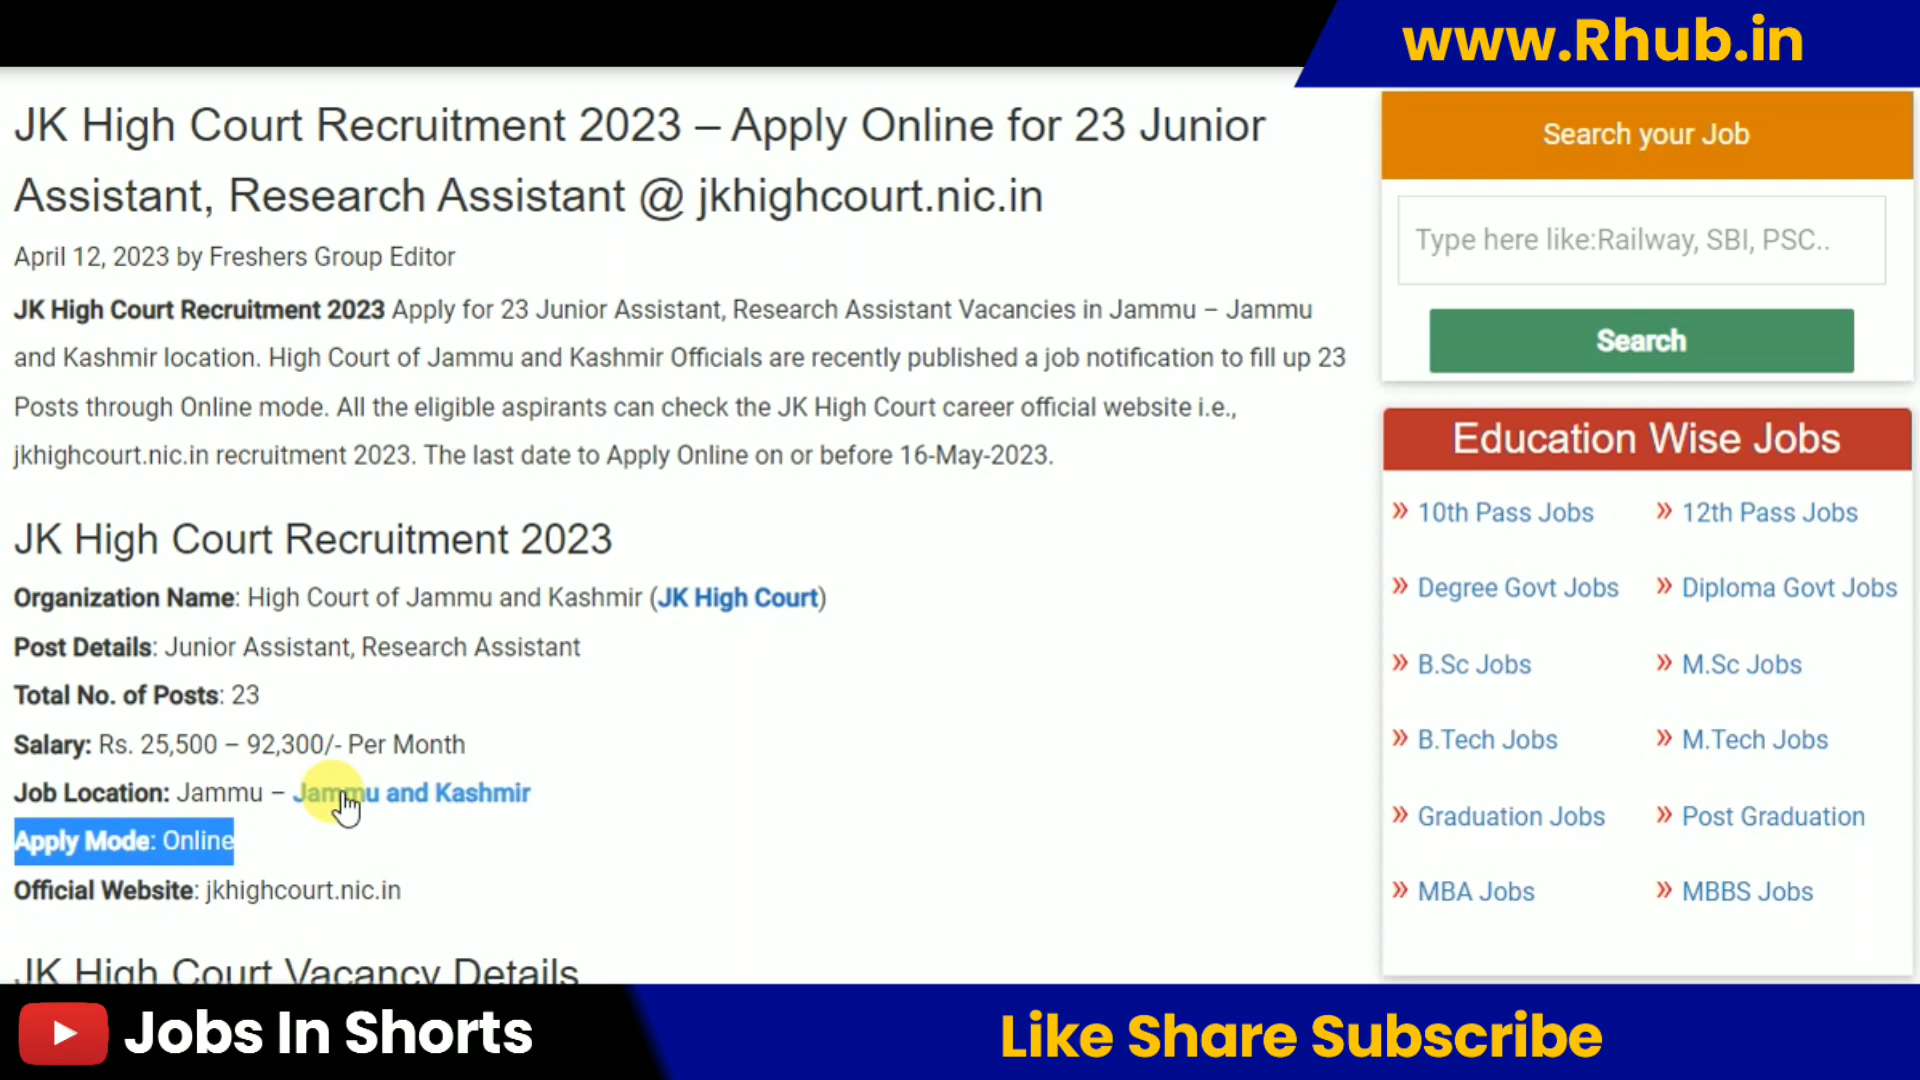 www.Rhub.in
JK High Court Recruitment 2023 – Apply Online for 23 Junior
Assistant, Research Assistant @ jkhighcourt.nic.in
April 12, 2023 by Freshers Group Editor
JK High Court Recruitment 2023 Apply for 23 Junior Assistant, Research Assistant Vacancies in Jammu – Jammu
and Kashmir location. High Court of Jammu and Kashmir Officials are recently published a job notification to fill up 23
Posts through Online mode. All the eligible aspirants can check the JK High Court career official website i.e.,
jkhighcourt.nic.in recruitment 2023. The last date to Apply Online on or before 16-May-2023.
JK High Court Recruitment 2023
Organization Name: High Court of Jammu and Kashmir (JK High Court)
Post Details: Junior Assistant, Research Assistant
Total No. of Posts: 23
Salary: Rs. 25,500 – 92,300/- Per Month
Job Location: Jammu – Jammu and Kashmir
Apply Mode: Online
Official Website: jkhighcourt.nic.in
JK High Court Vacancy Details
Search your Job
Type here like:Railway, SBI, PSC..
Search
Education Wise Jobs
» 10th Pass Jobs » 12th Pass Jobs
» Degree Govt Jobs » Diploma Govt Jobs
» B.Sc Jobs » M.Sc Jobs
» B.Tech Jobs » M.Tech Jobs
» Graduation Jobs » Post Graduation
» MBA Jobs » MBBS Jobs
Jobs In Shorts
Like Share Subscribe